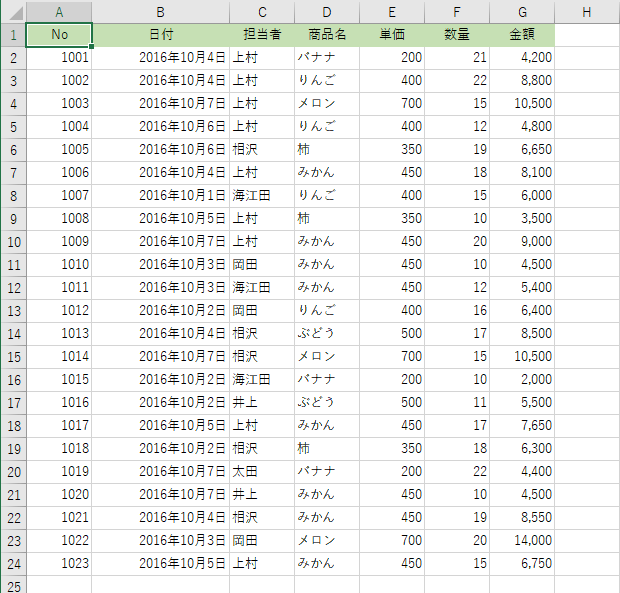 A B C D E F G H
1 No 日付 担当者 商品名 単価 数量 金額
2 1001 2016年10月4日 上村 バナナ 200 21 4,200
3 1002 2016年10月4日 上村 りんご 400 22 8,800
4 1003 2016年10月7日 上村 メロン 700 15 10,500
5 1004 2016年10月6日 上村 りんご 400 12 4,800
6 1005 2016年10月6日 相沢 柿 350 19 6,650
7 1006 2016年10月4日 上村 みかん 450 18 8,100
8 1007 2016年10月1日 海江田 りんご 400 15 6,000
9 1008 2016年10月5日 上村 柿 350 10 3,500
10 1009 2016年10月7日 上村 みかん 450 20 9,000
11 1010 2016年10月3日 岡田 みかん 450 10 4,500
12 1011 2016年10月3日 海江田 みかん 450 12 5,400
13 1012 2016年10月2日 岡田 りんご 400 16 6,400
14 1013 2016年10月4日 相沢 ぶどう 500 17 8,500
15 1014 2016年10月7日 相沢 メロン 700 15 10,500
16 1015 2016年10月2日 海江田 バナナ 200 10 2,000
17 1016 2016年10月2日 井上 ぶどう 500 11 5,500
18 1017 2016年10月5日 上村 みかん 450 17 7,650
19 1018 2016年10月2日 相沢 柿 350 18 6,300
20 1019 2016年10月7日 太田 バナナ 200 22 4,400
21 1020 2016年10月7日 井上 みかん 450 10 4,500
22 1021 2016年10月4日 相沢 みかん 450 19 8,550
23 1022 2016年10月3日 岡田 メロン 700 20 14,000
24 1023 2016年10月5日 上村 みかん 450 15 6,750
25